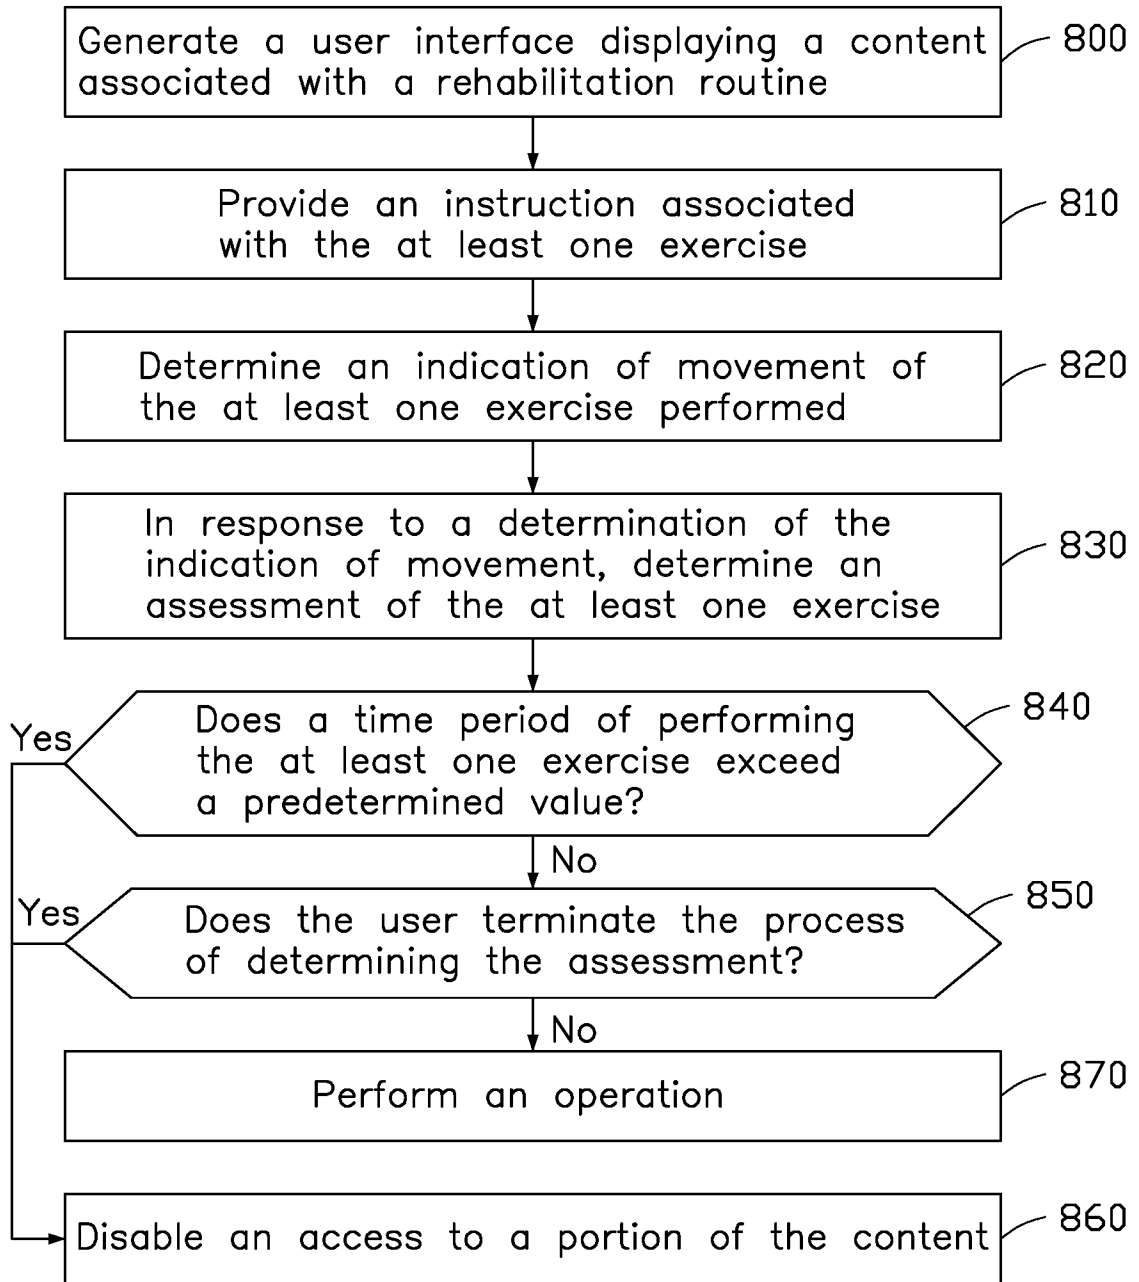 Generate a user interface displaying a content
associated with a rehabilitation routine
800
Provide an instruction associated
with the at least one exercise
810
Determine an indication of movement of
the at least one exercise performed
820
In response to a determination of the
indication of movement, determine an
assessment of the at least one exercise
830
Does a time period of performing
the at least one exercise exceed
a predetermined value?
840
Yes
No
Does the user terminate the process
of determining the assessment?
850
Yes
No
Perform an operation
870
Disable an access to a portion of the content
860